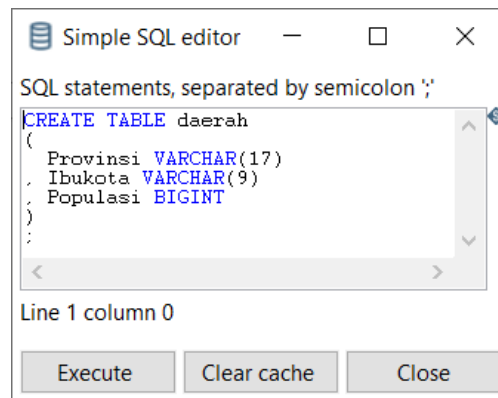 Simple SQL editor
SQL statements, separated by semicolon ';'
CREATE TABLE daerah
(
  Provinsi VARCHAR(17)
, Ibukota VARCHAR(9)
, Populasi BIGINT
)
;
Line 1 column 0
Execute Clear cache Close